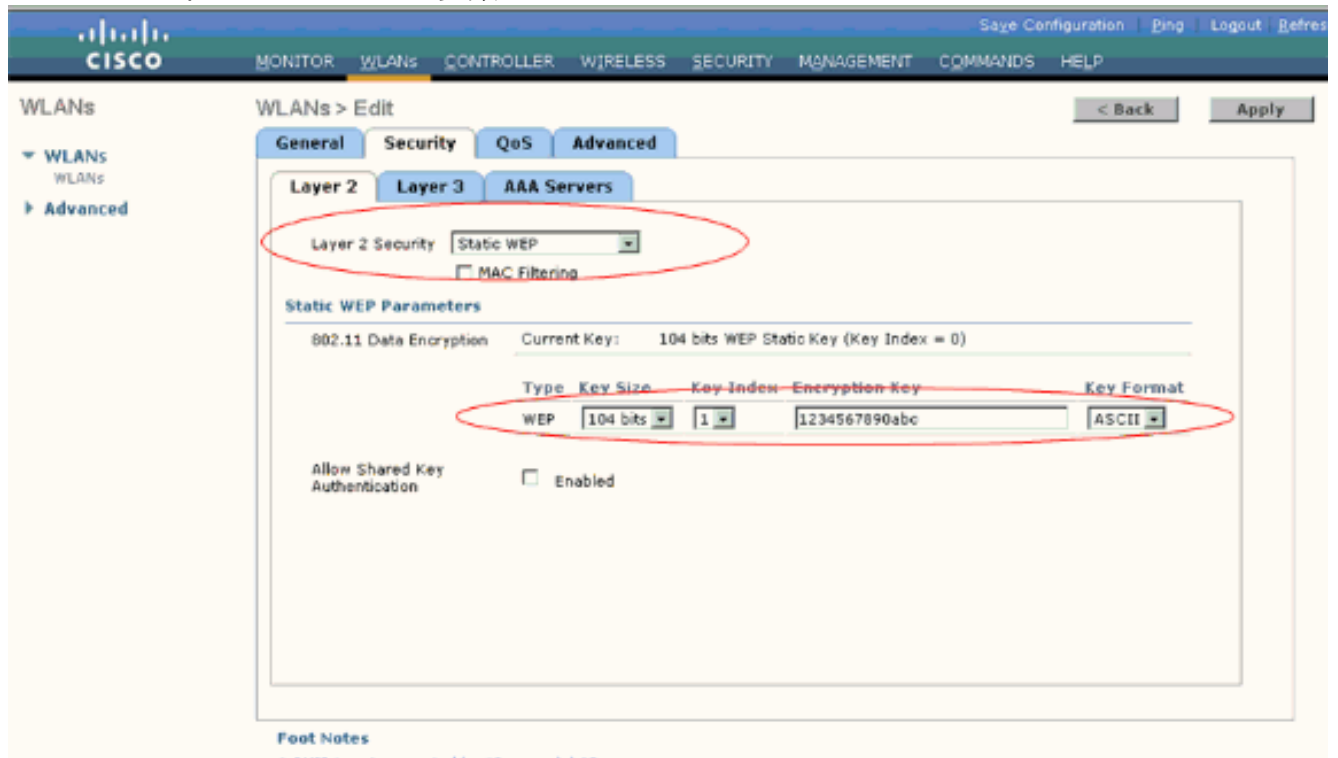 Save Configuration | Ping | Logout | Refres
CISCO
MONITOR WLANs CONTROLLER WIRELESS SECURITY MANAGEMENT COMMANDS HELP
WLANs
WLANs > Edit
< Back
Apply
WLANs
WLANs
Advanced
General Security QoS Advanced
Layer 2 Layer 3 AAA Servers
Layer 2 Security Static WEP
MAC Filtering
Static WEP Parameters
802.11 Data Encryption Current Key: 104 bits WEP Static Key (Key Index = 0)
Type Key Size Key Index Encryption Key Key Format
WEP 104 bits 1 1234567890abc ASCII
Allow Shared Key
Authentication
Enabled
Foot Notes